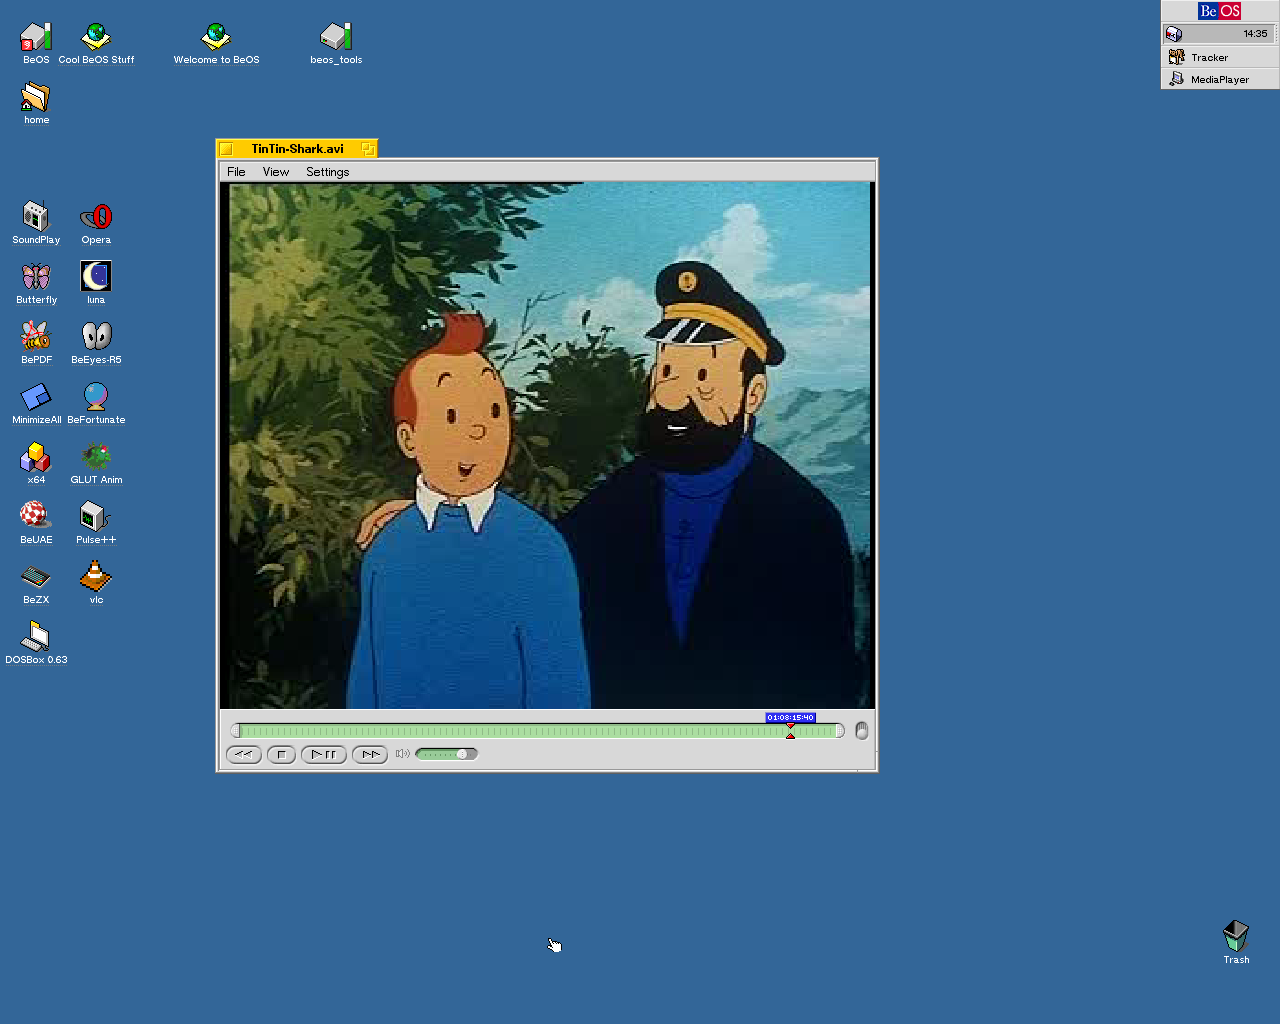 BeOS
Cool BeOS Stuff
Welcome to BeOS
beos_tools
home
SoundPlay
Opera
Butterfly
luna
BePDF
BeEyes-R5
MinimizeAll
BeFortunate
x64
GLUT Anim
BeUAE
Pulse++
BeZX
vlc
DOSBox 0.63
TinTin-Shark.avi
File View Settings
01:03:15:40
Be OS
14:35
Tracker
MediaPlayer
Trash